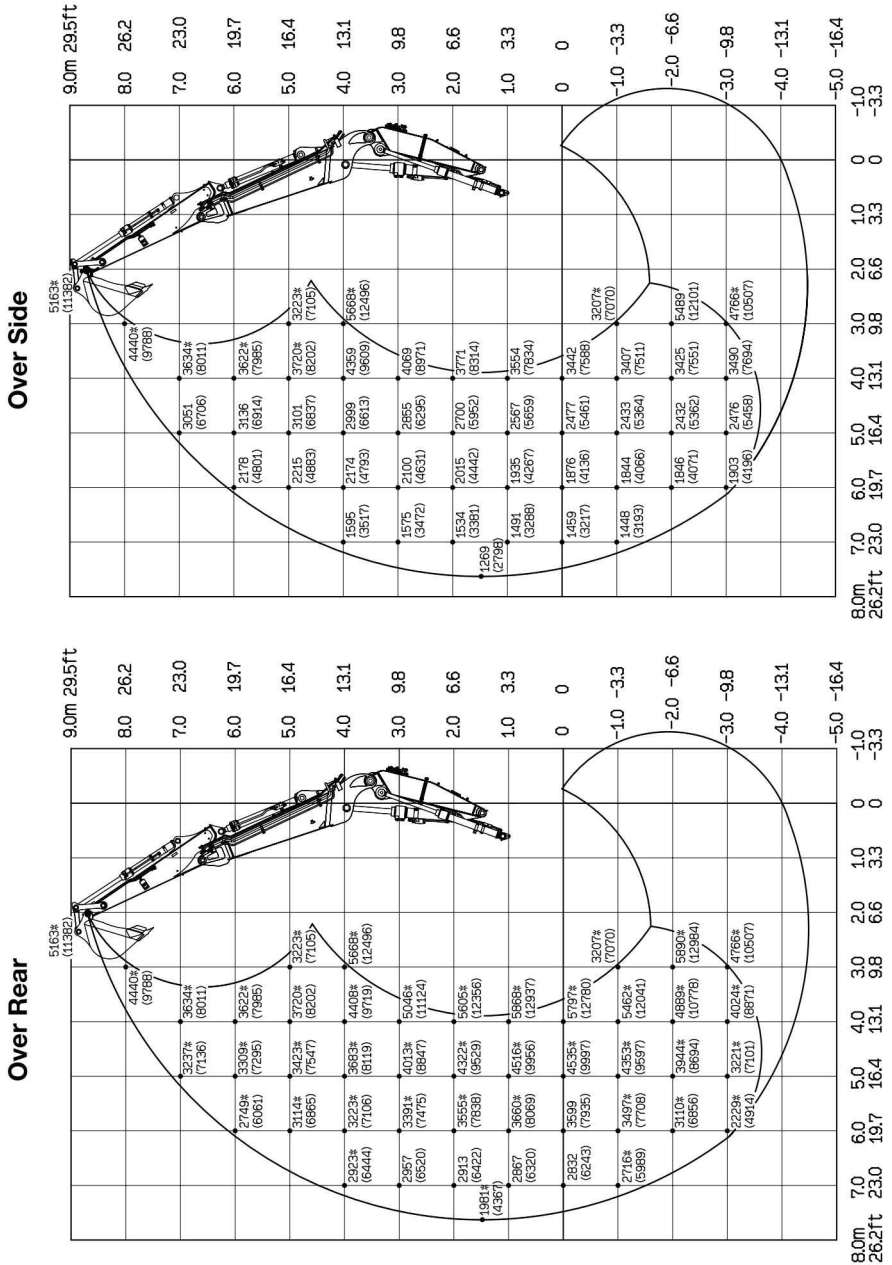 Over Rear
5163#
(11382)
9.0m 29.5ft
4440#
(9788)
8.0 26.2
3237# 3634#
(7136) (8011)
7.0 23.0
2749# 3309# 3622#
(6061) (7295) (7985)
6.0 19.7
3114# 3423# 3720# 3223#
(6865) (7547) (8202) (7105)
5.0 16.4
2923# 3223# 3683# 4408# 5668#
(6444) (7106) (8119) (9719) (12496)
4.0 13.1
2957 3391# 4013# 5046#
(6520) (7475) (8847) (11124)
3.0 9.8
2913 3555# 4322# 5605#
(6422) (7838) (9529) (12356)
2.0 6.6
1981#
(4367)
2867 3660# 4516# 5868#
(6320) (8069) (9956) (12937)
1.0 3.3
2832 3599 4535# 5797#
(6243) (7935) (9997) (12780)
0 0
2716# 3497# 4353# 5462# 3207#
(5989) (7708) (9597) (12041) (7070)
-1.0 -3.3
3110# 3944# 4889# 5890#
(6856) (8694) (10778) (12984)
-2.0 -6.6
2229# 3221# 4024# 4766#
(4914) (7101) (8871) (10507)
-3.0 -9.8
-4.0 -13.1
-5.0 -16.4
8.0m 7.0 6.0 5.0 4.0 3.0 2.0 1.0 0 -1.0
26.2ft 23.0 19.7 16.4 13.1 9.8 6.6 3.3 0 -3.3
Over Side
5163#
(11382)
9.0m 29.5ft
4440#
(9788)
8.0 26.2
3051 3634#
(6706) (8011)
7.0 23.0
2178 3136 3622#
(4801) (6914) (7985)
6.0 19.7
2215 3101 3720# 3223#
(4883) (6837) (8202) (7105)
5.0 16.4
1595 2174 2999 4359 5668#
(3517) (4793) (6613) (9609) (12496)
4.0 13.1
1575 2100 2855 4069
(3472) (4631) (6295) (8971)
3.0 9.8
1534 2015 2700 3771
(3381) (4442) (5952) (8314)
2.0 6.6
1269
(2798)
1491 1935 2567 3554
(3288) (4267) (5659) (7834)
1.0 3.3
1459 1876 2477 3442
(3217) (4136) (5461) (7588)
0 0
1448 1844 2433 3407 3207#
(3193) (4066) (5364) (7511) (7070)
-1.0 -3.3
1846 2432 3425 5489
(4071) (5362) (7551) (12101)
-2.0 -6.6
1903 2476 3490 4766#
(4196) (5458) (7694) (10507)
-3.0 -9.8
-4.0 -13.1
-5.0 -16.4
8.0m 7.0 6.0 5.0 4.0 3.0 2.0 1.0 0 -1.0
26.2ft 23.0 19.7 16.4 13.1 9.8 6.6 3.3 0 -3.3